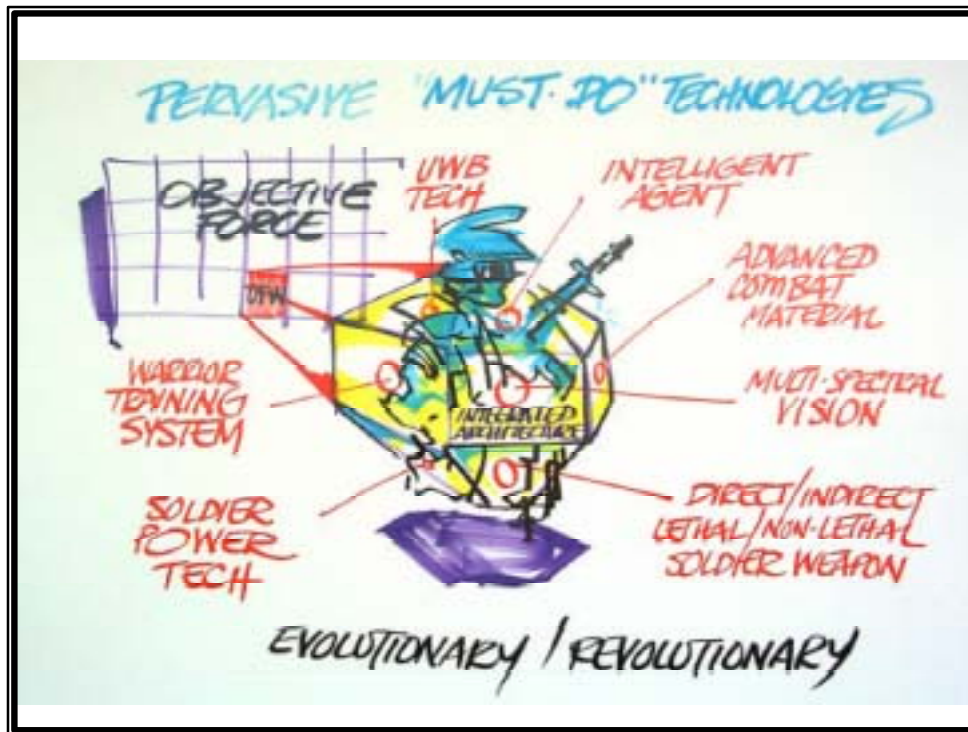 PERVASIVE "MUST-DO" TECHNOLOGIES
OBJECTIVE
FORCE
OFW
UWB
TECH
INTELLIGENT
AGENT
ADVANCED
COMBAT
MATERIAL
WARRIOR
TRAINING
SYSTEM
MULTI-SPECTRAL
VISION
INTEGRATED
ARCHITECTURE
SOLDIER
POWER
TECH
DIRECT/INDIRECT
LETHAL/NON-LETHAL
SOLDIER WEAPON
EVOLUTIONARY / REVOLUTIONARY